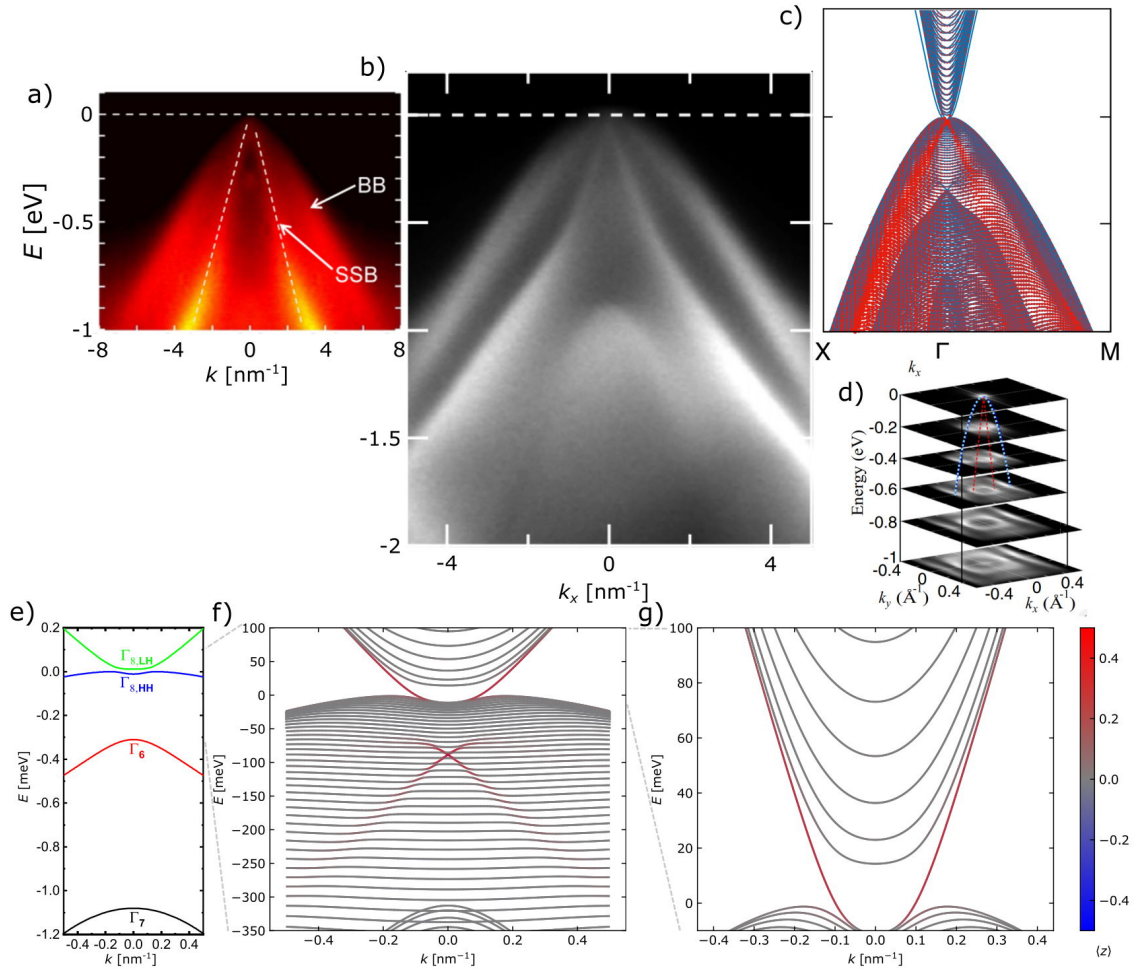 a)
0
-0.5
-1
E [eV]
BB
SSB
-8 -4 0 4 8
k [nm⁻¹]
b)
-1.5
-2
-4 0 4
kₓ [nm⁻¹]
c)
X Γ M
kₓ
d)
0
-0.2
-0.4
-0.6
-0.8
-1
Energy (eV)
-0.4 0 0.4
k_y (Å⁻¹)
-0.4 0 0.4
kₓ (Å⁻¹)
e)
0.2
0.0
-0.2
-0.4
-0.6
-0.8
-1.0
-1.2
E [meV]
Γ8,LH
Γ8,HH
Γ6
Γ7
-0.4 -0.2 0.0 0.2 0.4
k [nm⁻¹]
f)
100
50
0
−50
−100
−150
−200
−250
−300
−350
E [meV]
−0.4 −0.2 0.0 0.2 0.4
k [nm⁻¹]
g)
100
80
60
40
20
0
E [meV]
−0.4 −0.3 −0.2 −0.1 0.0 0.1 0.2 0.3 0.4
k [nm⁻¹]
0.4
0.2
0.0
−0.2
−0.4
⟨z⟩